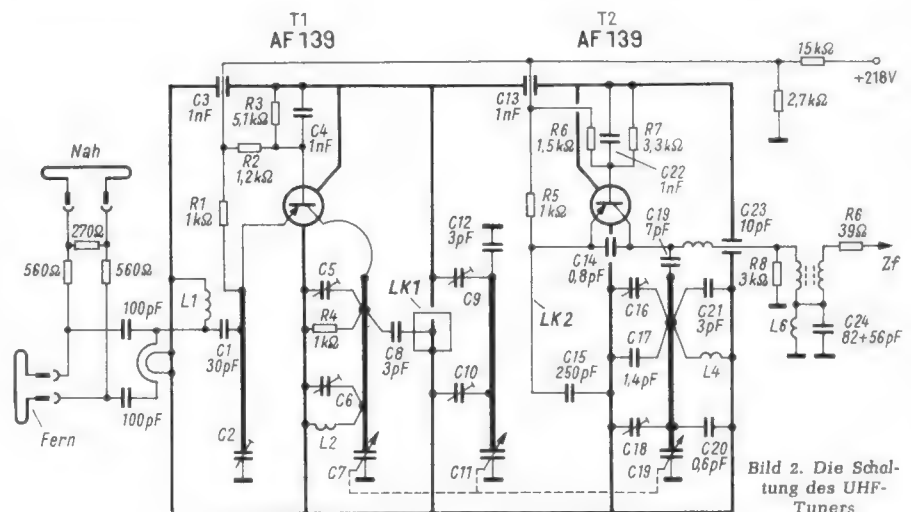 T1
AF 139
T2
AF 139
15kΩ
+218V
2,7kΩ
C3
1nF
R3
5,1kΩ
C4
1nF
R2
1,2kΩ
R1
1kΩ
C13
1nF
R6
1,5kΩ
R7
3,3kΩ
C22
1nF
R5
1kΩ
C19
7pF
C23
10pF
R6
39Ω
Zf
Nah
270Ω
560Ω
560Ω
100pF
L1
C1
30pF
C2
100pF
Fern
C5
R4
1kΩ
C6
L2
C7
C8
3pF
LK1
C12
3pF
C9
C10
C11
LK2
C14
0,8pF
C15
250pF
C16
C17
1,4pF
C18
C19
C21
3pF
L4
C20
0,6pF
R8
3kΩ
L6
C24
82+56pF
Bild 2. Die Schal-
tung des UHF-
Tuners